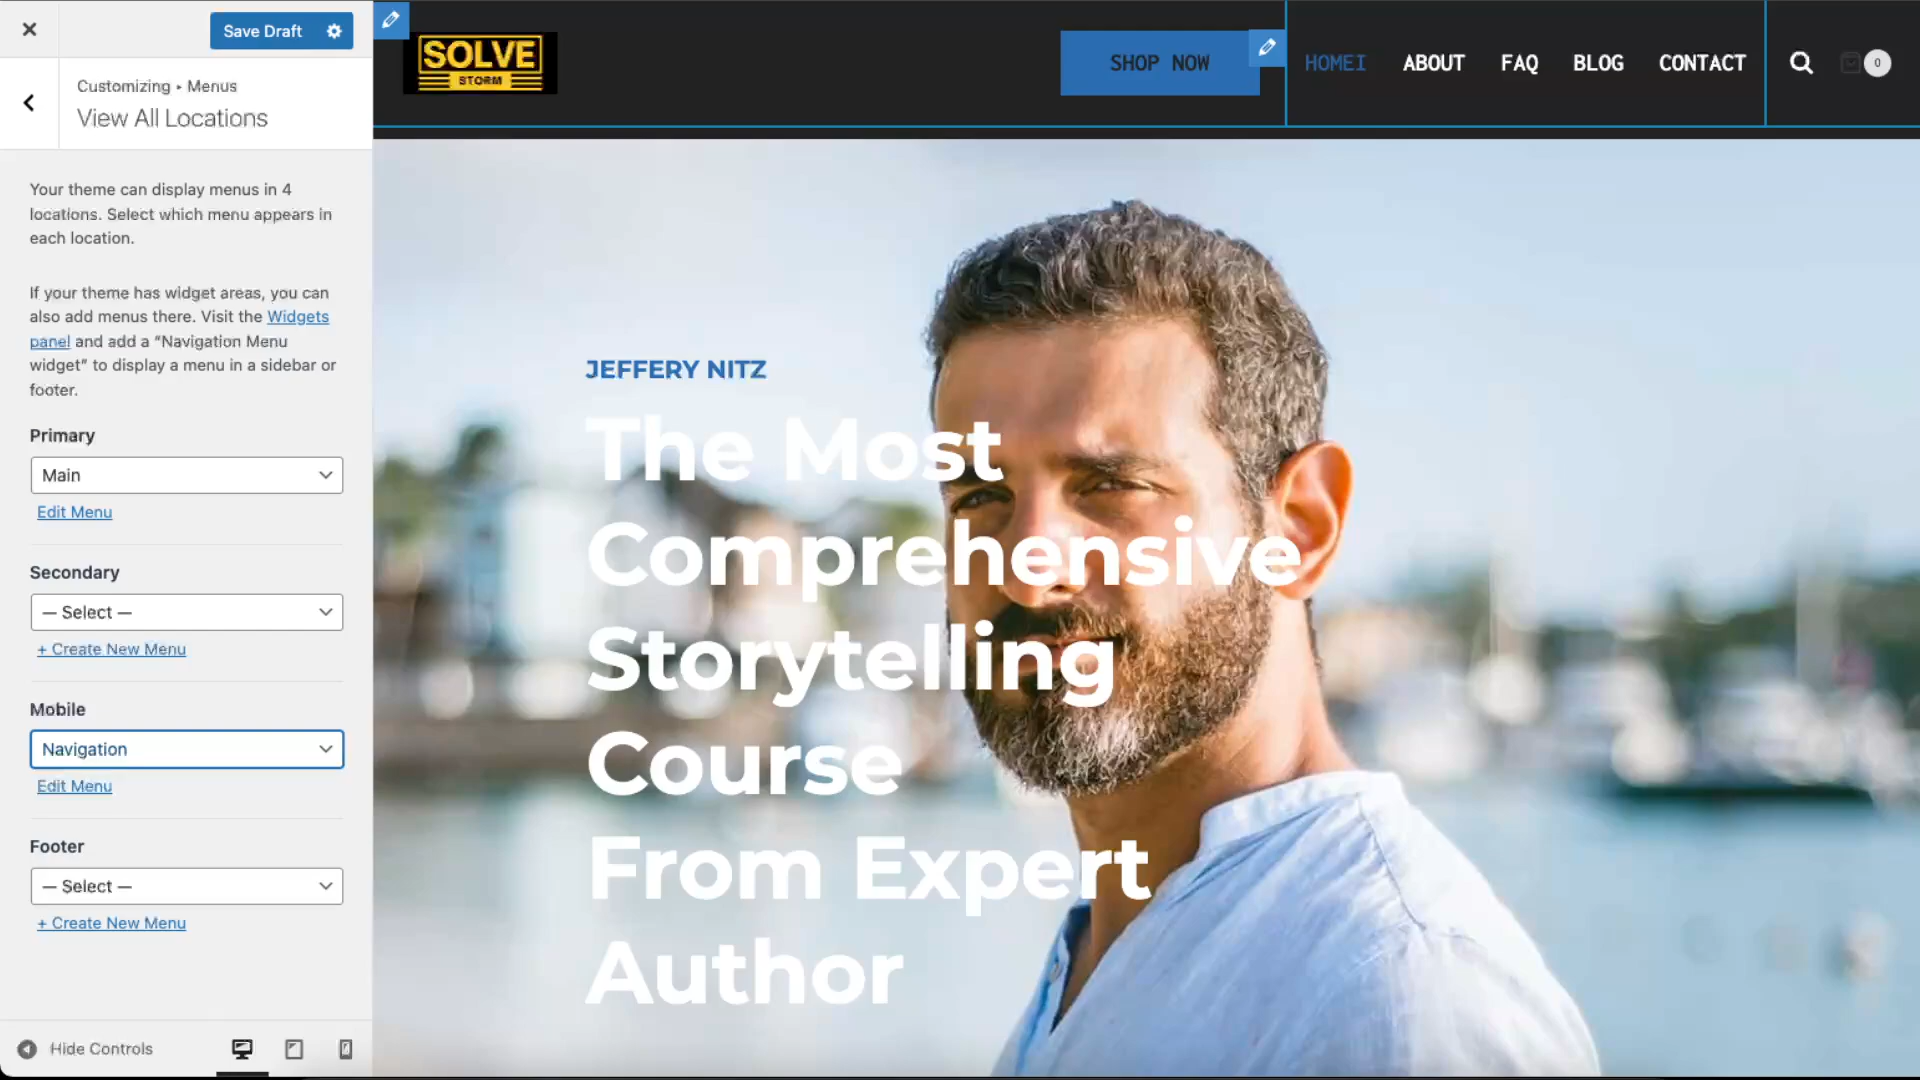 Save Draft
Customizing ▸ Menus
View All Locations
Your theme can display menus in 4
locations. Select which menu appears in
each location.
If your theme has widget areas, you can
also add menus there. Visit the Widgets
panel and add a “Navigation Menu
widget” to display a menu in a sidebar or
footer.
Primary
Main
Edit Menu
Secondary
— Select —
+ Create New Menu
Mobile
Navigation
Edit Menu
Footer
— Select —
+ Create New Menu
Hide Controls
SOLVE
STORM
SHOP NOW
HOMEI
ABOUT
FAQ
BLOG
CONTACT
0
JEFFERY NITZ
The Most
Comprehensive
Storytelling
Course
From Expert
Author